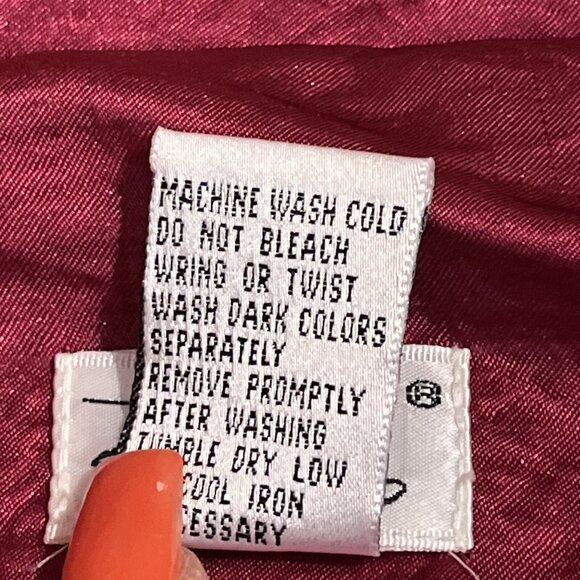 MACHINE WASH COLD
DO NOT BLEACH
WRING OR TWIST
WASH DARK COLORS
SEPARATELY
REMOVE PROMPTLY
AFTER WASHING
TUMBLE DRY LOW
COOL IRON
CESSARY
®